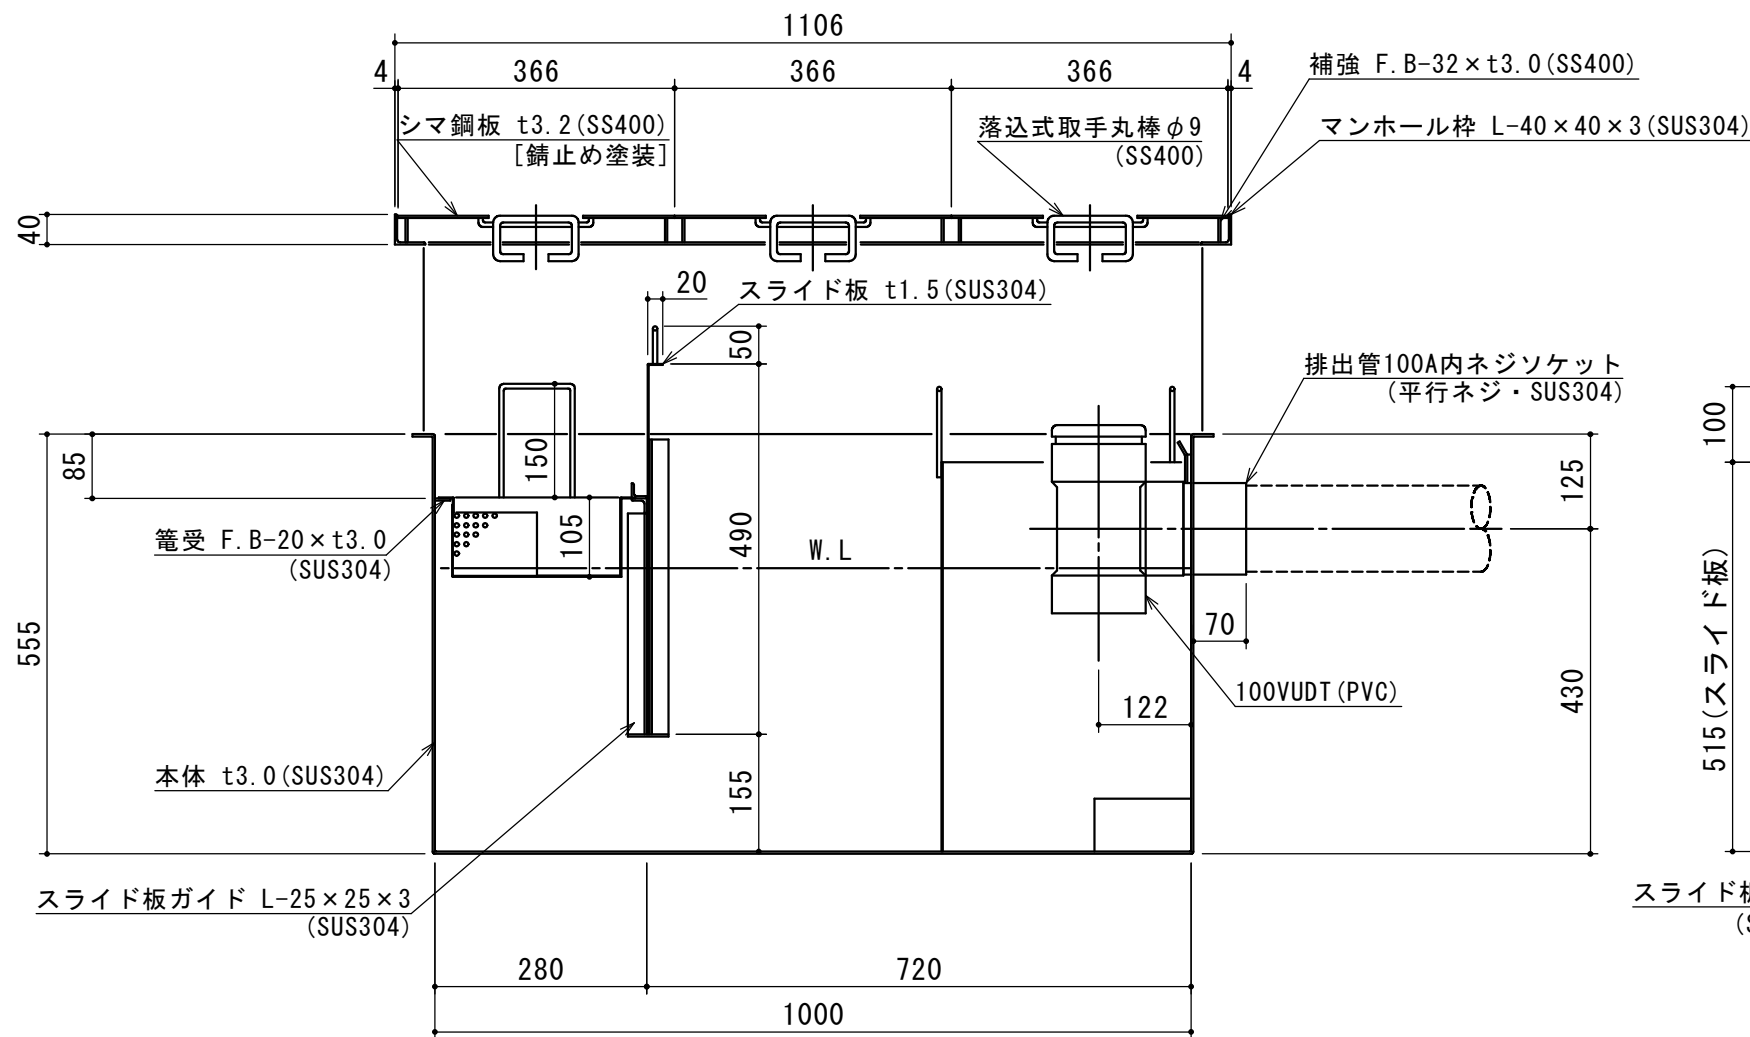 1106
4
366
366
366
4
補強 F.B-32×t3.0(SS400)
シマ鋼板 t3.2(SS400)
[錆止め塗装]
落込式取手丸棒φ9
(SS400)
マンホール枠 L-40×40×3(SUS304)
40
20
スライド板 t1.5(SUS304)
50
排出管100A内ネジソケット
(平行ネジ・SUS304)
100
85
150
125
籠受 F.B-20×t3.0
(SUS304)
105
490
W.L
555
70
515(スライド板)
100VUDT(PVC)
430
122
本体 t3.0(SUS304)
155
スライド板ガイド L-25×25×3
(SUS304)
スライド板
(S
280
720
1000